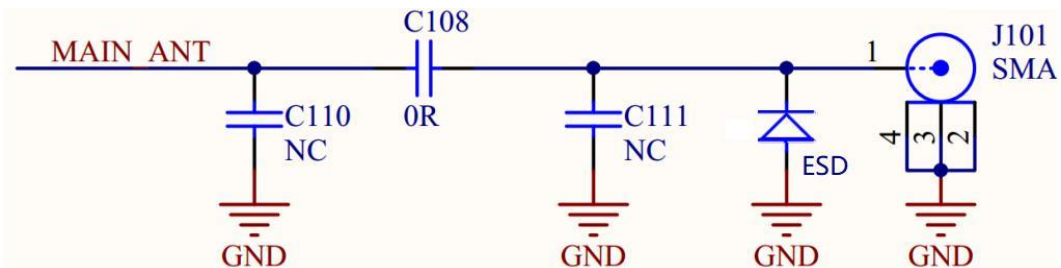 C108
MAIN_ANT
0R
C110
NC
C111
NC
ESD
1
J101
SMA
4
3
2
GND
GND
GND
GND